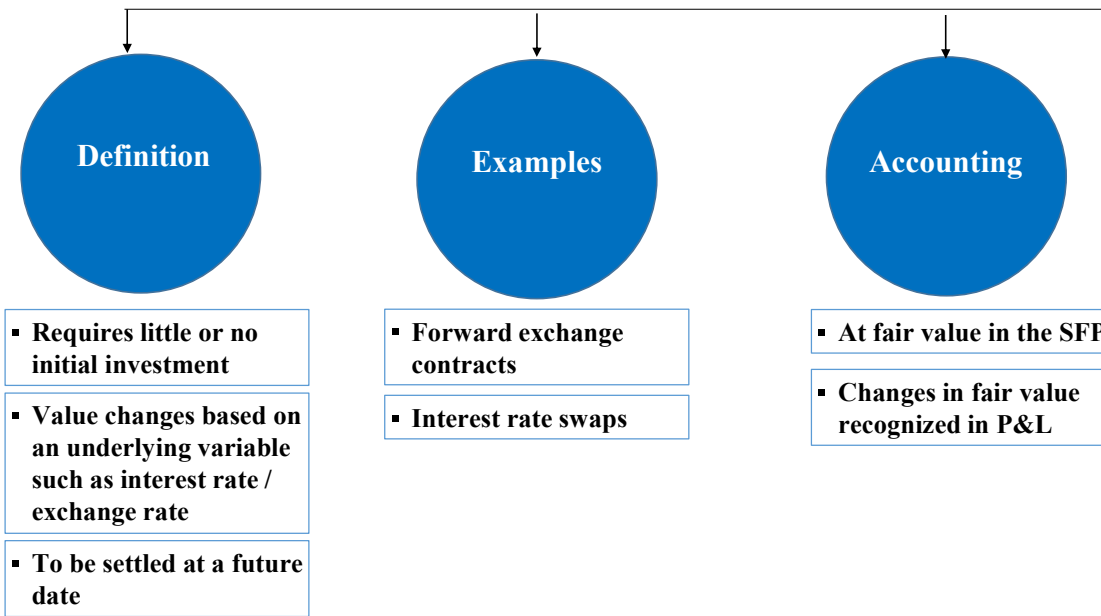 Definition
Examples
Accounting
▪ Requires little or no
initial investment
▪ Value changes based on
an underlying variable
such as interest rate /
exchange rate
▪ To be settled at a future
date
▪ Forward exchange
contracts
▪ Interest rate swaps
▪ At fair value in the SFP
▪ Changes in fair value
recognized in P&L